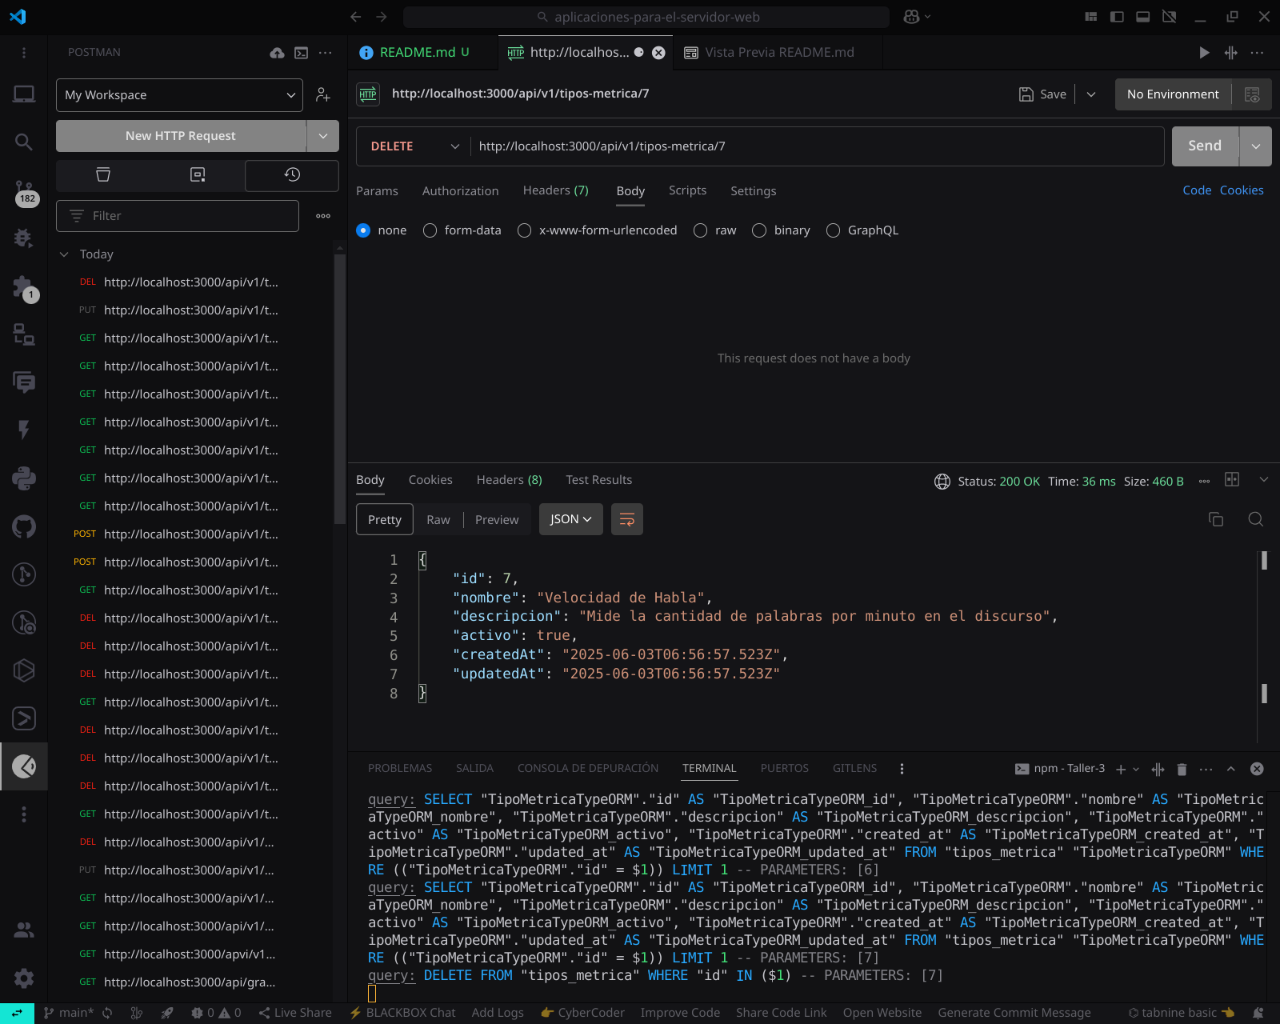 aplicaciones-para-el-servidor-web
POSTMAN
README.md U
http://localhos...
Vista Previa README.md
My Workspace
http://localhost:3000/api/v1/tipos-metrica/7
Save
No Environment
New HTTP Request
DELETE
http://localhost:3000/api/v1/tipos-metrica/7
Send
Params
Authorization
Headers (7)
Body
Scripts
Settings
Code
Cookies
182
Filter
none
form-data
x-www-form-urlencoded
raw
binary
GraphQL
Today
DEL http://localhost:3000/api/v1/t...
PUT http://localhost:3000/api/v1/t...
GET http://localhost:3000/api/v1/t...
GET http://localhost:3000/api/v1/t...
GET http://localhost:3000/api/v1/t...
GET http://localhost:3000/api/v1/t...
GET http://localhost:3000/api/v1/t...
GET http://localhost:3000/api/v1/t...
GET http://localhost:3000/api/v1/t...
POST http://localhost:3000/api/v1/t...
POST http://localhost:3000/api/v1/t...
GET http://localhost:3000/api/v1/t...
DEL http://localhost:3000/api/v1/t...
DEL http://localhost:3000/api/v1/t...
DEL http://localhost:3000/api/v1/t...
GET http://localhost:3000/api/v1/t...
DEL http://localhost:3000/api/v1/t...
DEL http://localhost:3000/api/v1/t...
DEL http://localhost:3000/api/v1/t...
GET http://localhost:3000/api/v1/t...
DEL http://localhost:3000/api/v1/...
PUT http://localhost:3000/api/v1/...
GET http://localhost:3000/api/v1/...
GET http://localhost:3000/api/v1/...
GET http://localhost:3000/apvi/v1...
GET http://localhost:3000/api/gra...
1
This request does not have a body
Body
Cookies
Headers (8)
Test Results
Status: 200 OK Time: 36 ms Size: 460 B
Pretty
Raw
Preview
JSON
1 {
2 "id": 7,
3 "nombre": "Velocidad de Habla",
4 "descripcion": "Mide la cantidad de palabras por minuto en el discurso",
5 "activo": true,
6 "createdAt": "2025-06-03T06:56:57.523Z",
7 "updatedAt": "2025-06-03T06:56:57.523Z"
8 }
PROBLEMAS
SALIDA
CONSOLA DE DEPURACIÓN
TERMINAL
PUERTOS
GITLENS
npm - Taller-3
query: SELECT "TipoMetricaTypeORM"."id" AS "TipoMetricaTypeORM_id", "TipoMetricaTypeORM"."nombre" AS "TipoMetric
aTypeORM_nombre", "TipoMetricaTypeORM"."descripcion" AS "TipoMetricaTypeORM_descripcion", "TipoMetricaTypeORM"."
activo" AS "TipoMetricaTypeORM_activo", "TipoMetricaTypeORM"."created_at" AS "TipoMetricaTypeORM_created_at", "T
ipoMetricaTypeORM"."updated_at" AS "TipoMetricaTypeORM_updated_at" FROM "tipos_metrica" "TipoMetricaTypeORM" WHE
RE (("TipoMetricaTypeORM"."id" = $1)) LIMIT 1 -- PARAMETERS: [6]
query: SELECT "TipoMetricaTypeORM"."id" AS "TipoMetricaTypeORM_id", "TipoMetricaTypeORM"."nombre" AS "TipoMetric
aTypeORM_nombre", "TipoMetricaTypeORM"."descripcion" AS "TipoMetricaTypeORM_descripcion", "TipoMetricaTypeORM"."
activo" AS "TipoMetricaTypeORM_activo", "TipoMetricaTypeORM"."created_at" AS "TipoMetricaTypeORM_created_at", "T
ipoMetricaTypeORM"."updated_at" AS "TipoMetricaTypeORM_updated_at" FROM "tipos_metrica" "TipoMetricaTypeORM" WHE
RE (("TipoMetricaTypeORM"."id" = $1)) LIMIT 1 -- PARAMETERS: [7]
query: DELETE FROM "tipos_metrica" WHERE "id" IN ($1) -- PARAMETERS: [7]
main*
0
0
Live Share
BLACKBOX Chat
Add Logs
CyberCoder
Improve Code
Share Code Link
Open Website
Generate Commit Message
tabnine basic